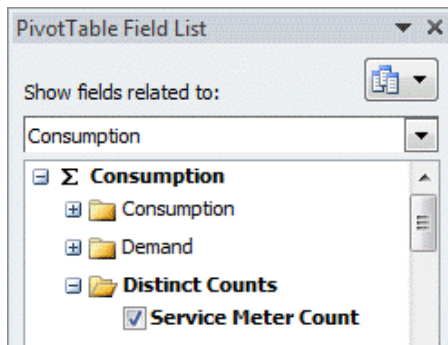 PivotTable Field List
Show fields related to:
Consumption
Σ Consumption
Consumption
Demand
Distinct Counts
Service Meter Count